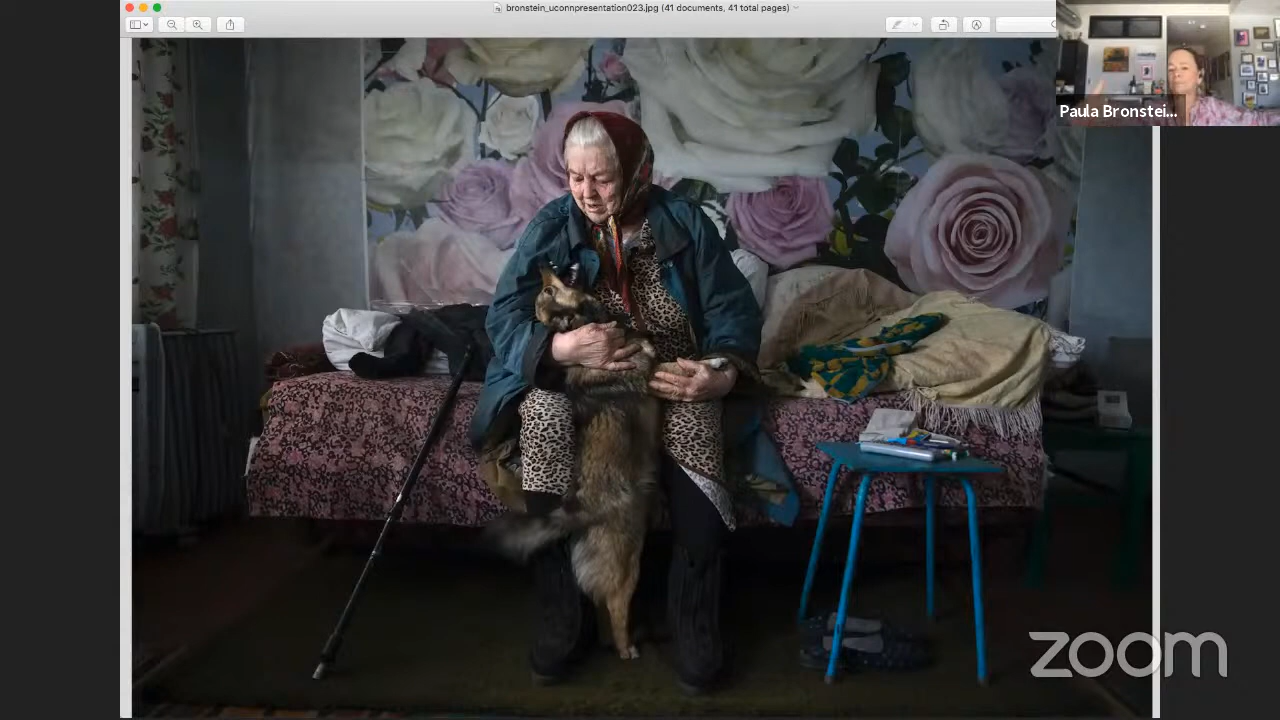 bronstein_uconnpresentation023.jpg (41 documents, 41 total pages)
Paula Bronstei...
zoom